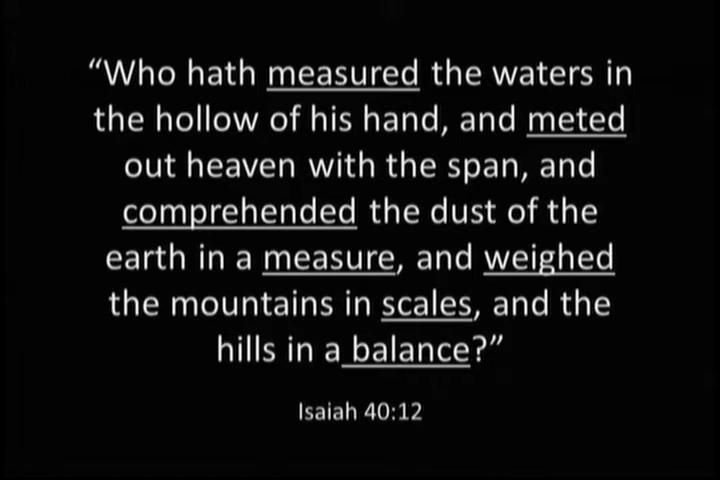 “Who hath measured the waters in
the hollow of his hand, and meted
out heaven with the span, and
comprehended the dust of the
earth in a measure, and weighed
the mountains in scales, and the
hills in a balance?”
Isaiah 40:12